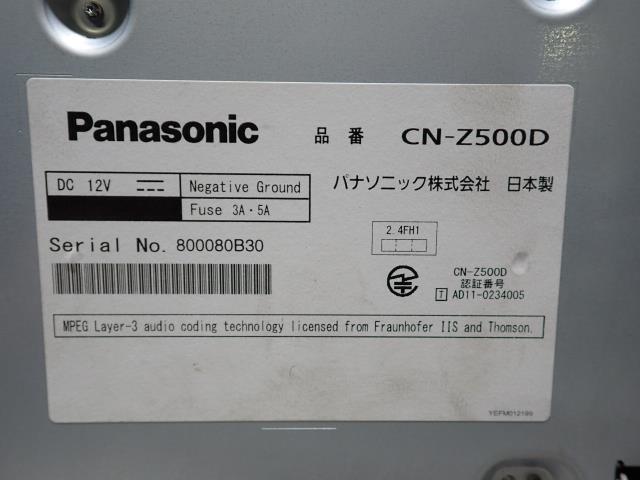 Panasonic 品番 CN-Z500D
DC 12V Negative Ground
Fuse 3A・5A
パナソニック株式会社 日本製
Serial No. 800080B30
2.4FH1
CN-Z500D
認証番号
T AD11-0234005
MPEG Layer-3 audio coding technology licensed from Fraunhofer IIS and Thomson.
YEFM012199